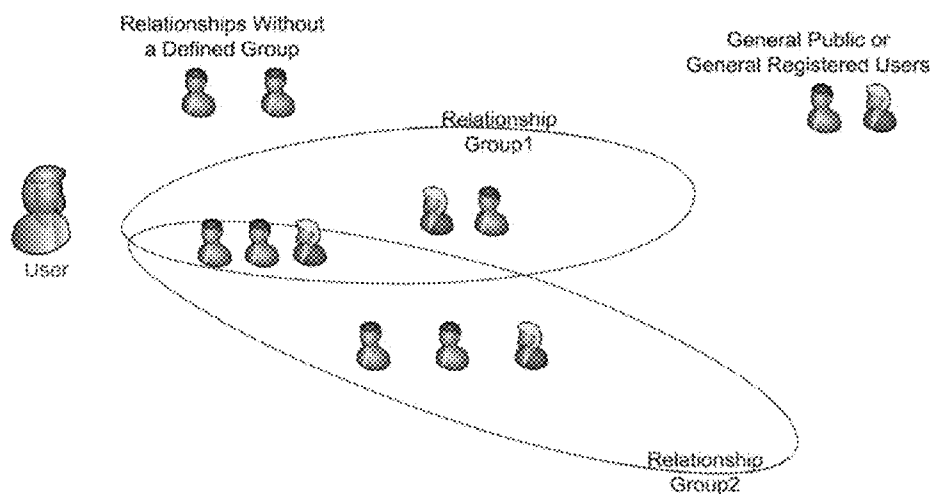 Relationships Without
a Defined Group
General Public or
General Registered Users
Relationship
Group1
User
Relationship
Group2